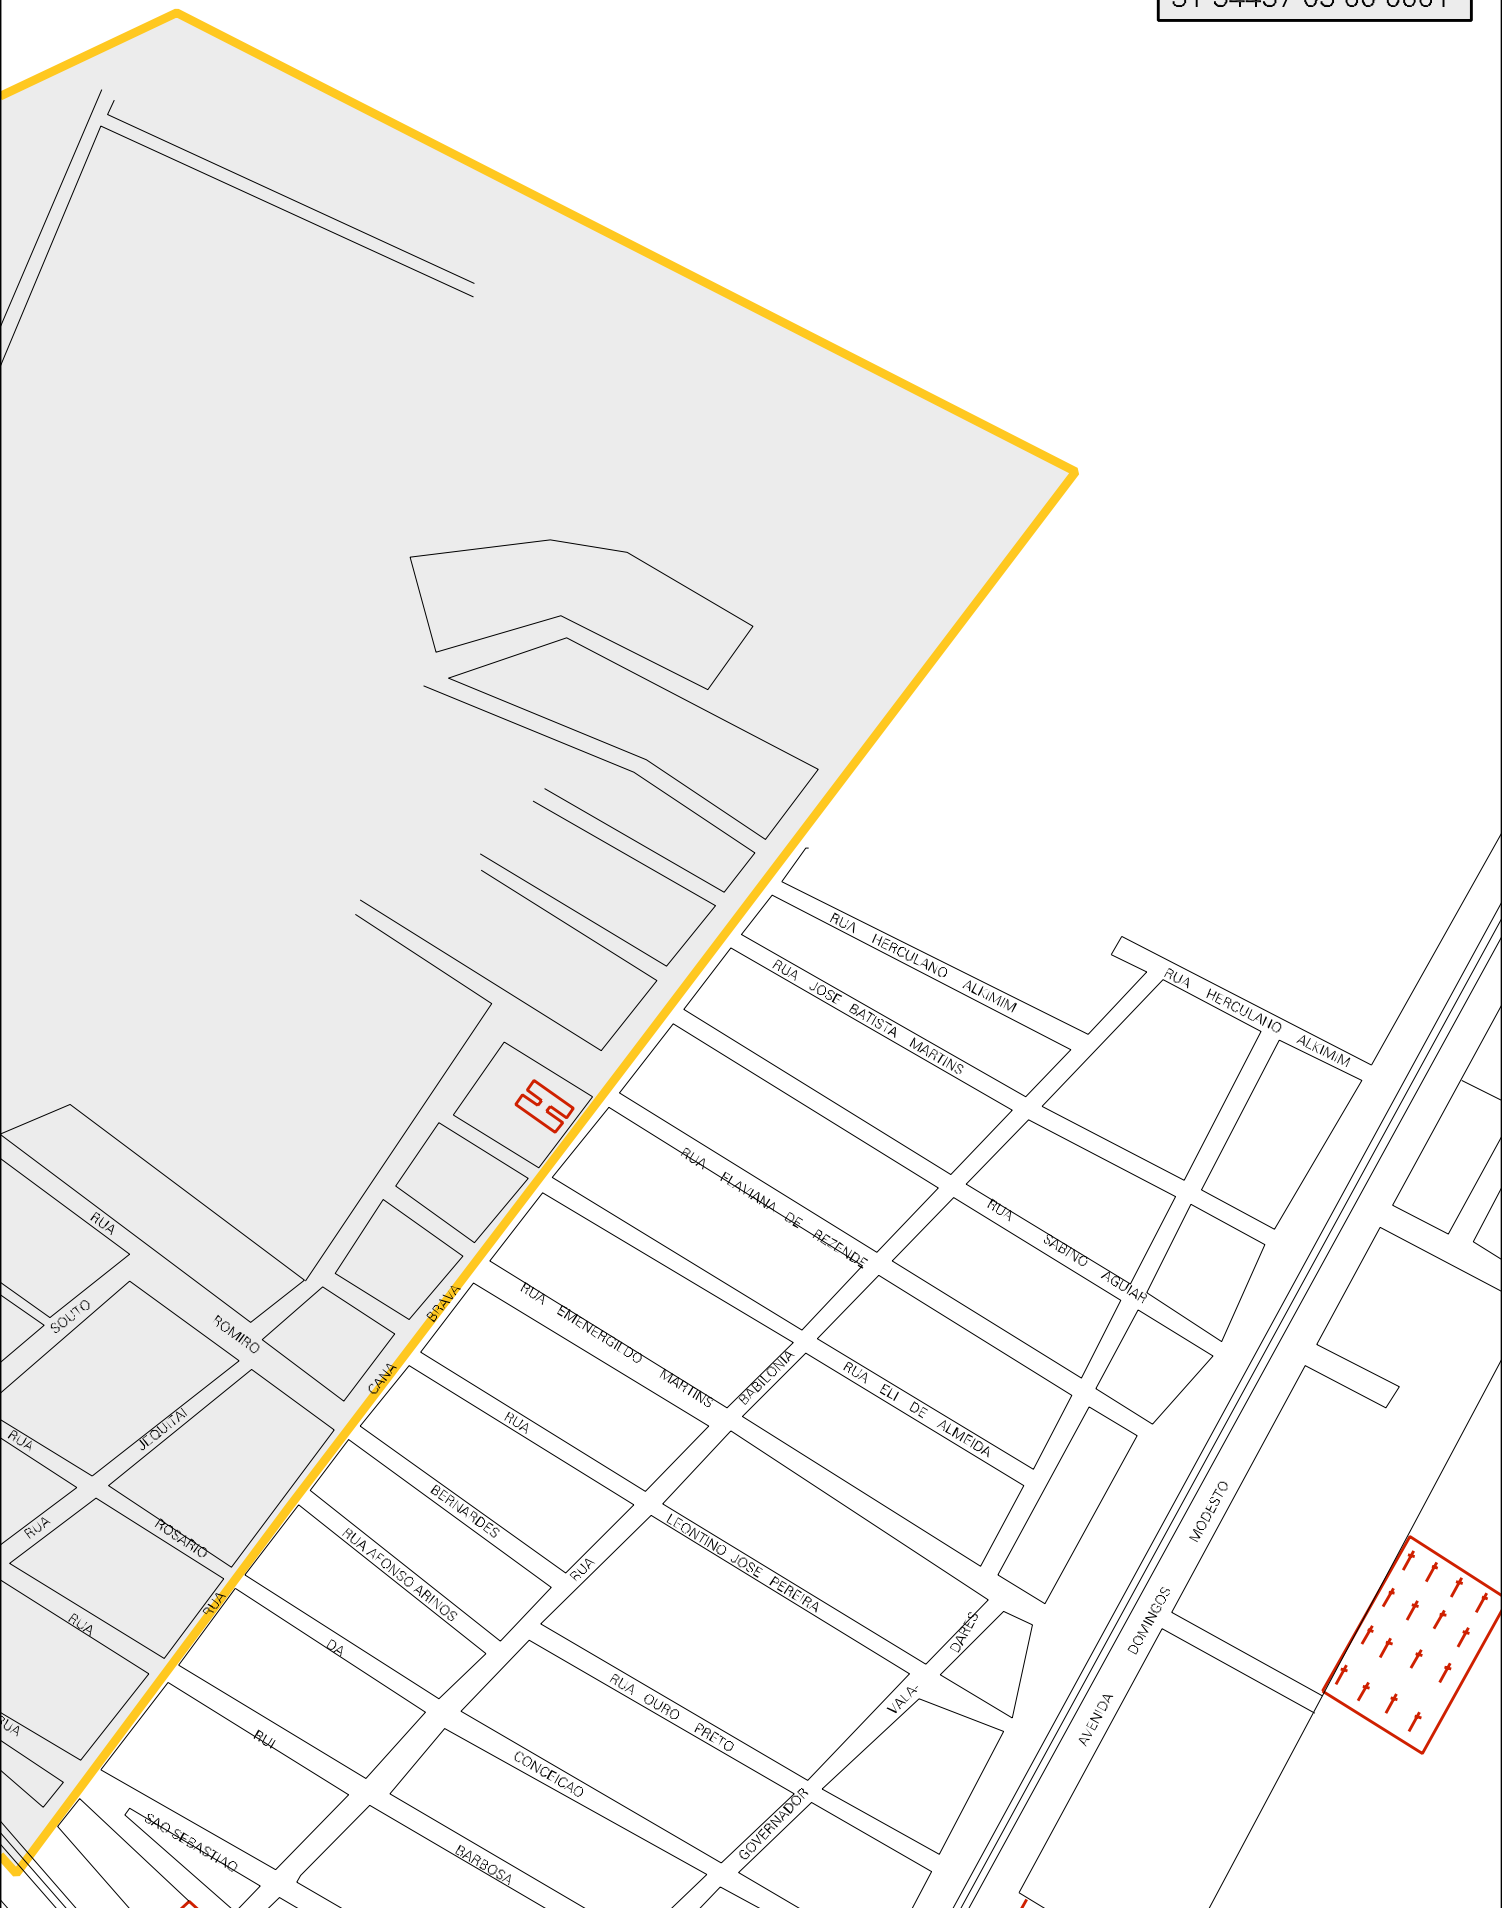 RUA HERCULANO ALKIMIM
RUA HERCULANO ALKIMIM
RUA JOSE BATISTA MARTINS
RUA FLAVIANA DE REZENDE
RUA SABINO AGUIAR
RUA
SOUTO
ROMIRO
BRAVA
CANA
RUA
RUA EMENERGILDO MARTINS
BABILONIA
RUA
RUA ELI DE ALMEIDA
RUA
JEQUITAI
RUA
BERNARDES
RUA
ROSARIO
RUA AFONSO ARINOS
LEONTINO JOSE PEREIRA
MODESTO
DOMINGOS
AVENIDA
RUA
DA
DARES
VALA-
GOVERNADOR
RUA OURO PRETO
RUA
RUI
CONCEICAO
SAO SEBASTIAO
BARBOSA